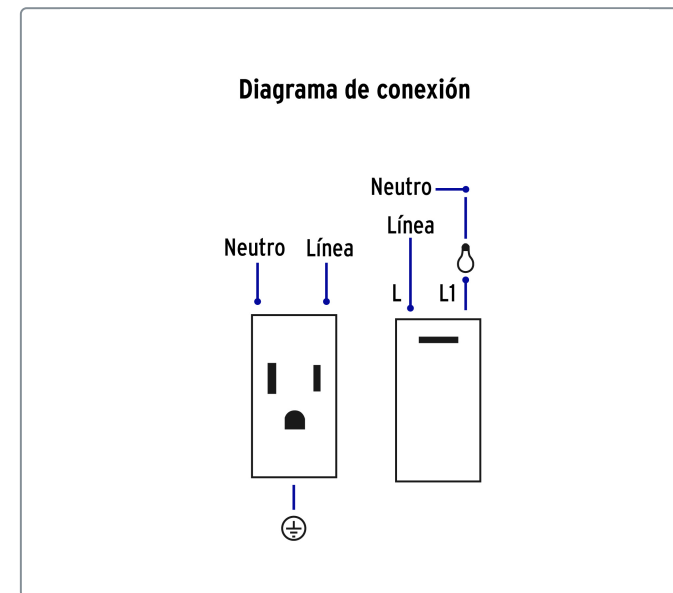 Diagrama de conexión
Neutro
Línea
Neutro Línea
L L1